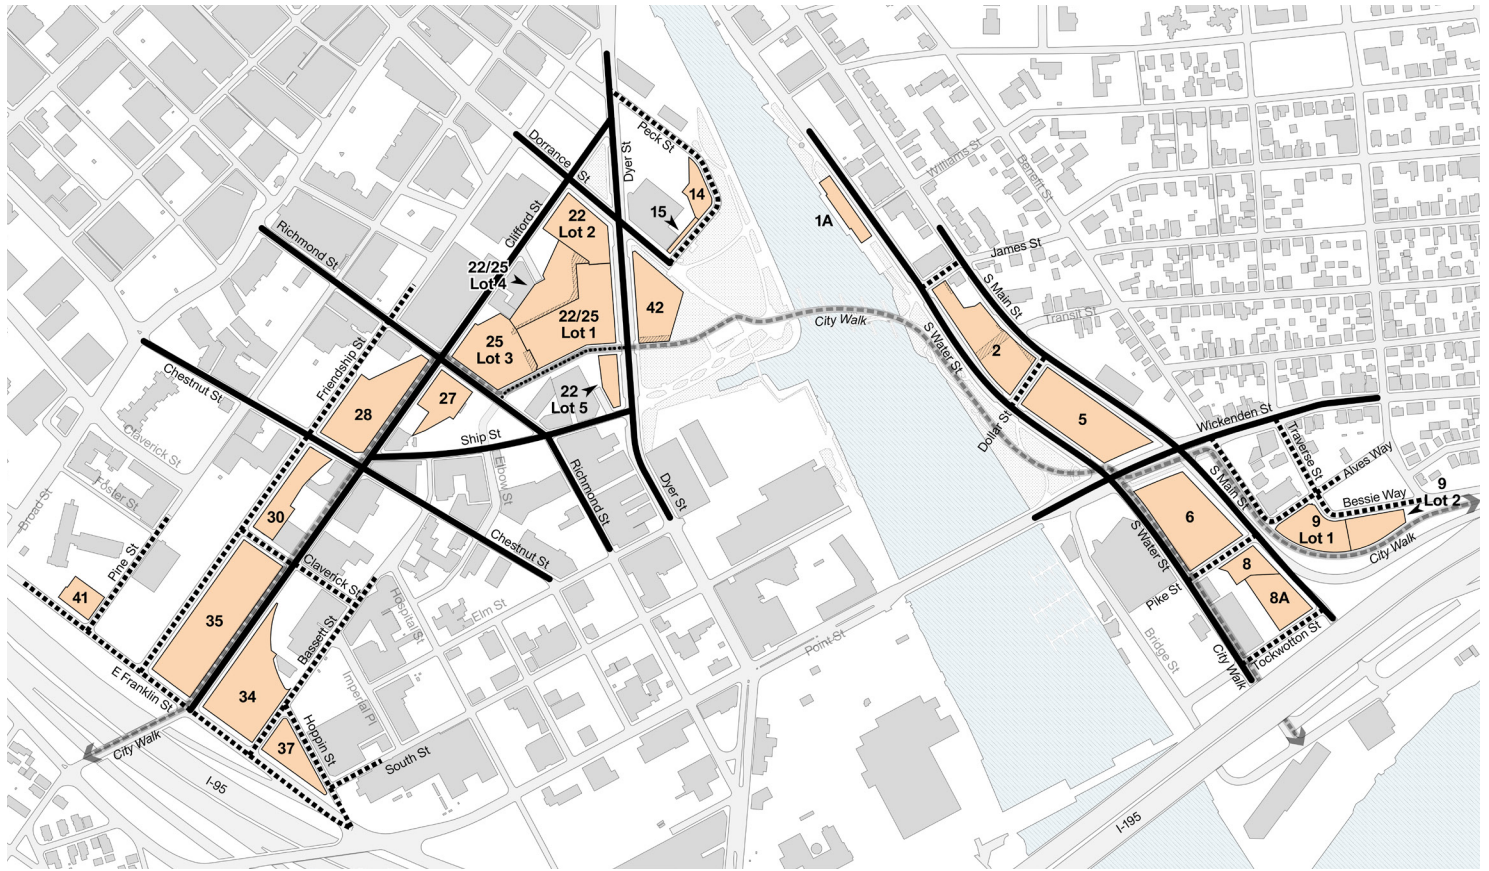 Peck St
Dorrance
St
Dyer St
Williams St
Benefit St
14
15
1A
22
Lot 2
Clifford St
Richmond St
James St
S Main St
22/25
Lot 4
42
Transit St
22/25
Lot 1
City Walk
S Water St
2
25
Lot 3
Friendship St
Chestnut St
22
Lot 5
27
28
5
Dollar St
Wickenden St
Ship St
Claverick St
Traverse St
Alves Way
Elbow St
Richmond St
Dyer St
Foster St
Broad St
S Main St
9
Lot 2
Bessie Way
30
6
9
Lot 1
City Walk
S Water St
Chestnut St
Pine St
Claverick St
8
Pike St
41
8A
Hospital St
Elm St
35
Bassett St
Point St
Bridge St
Tockwotton St
City Walk
E Franklin St
34
Imperial Pl
Hoppin St
37
City Walk
South St
I-95
I-195